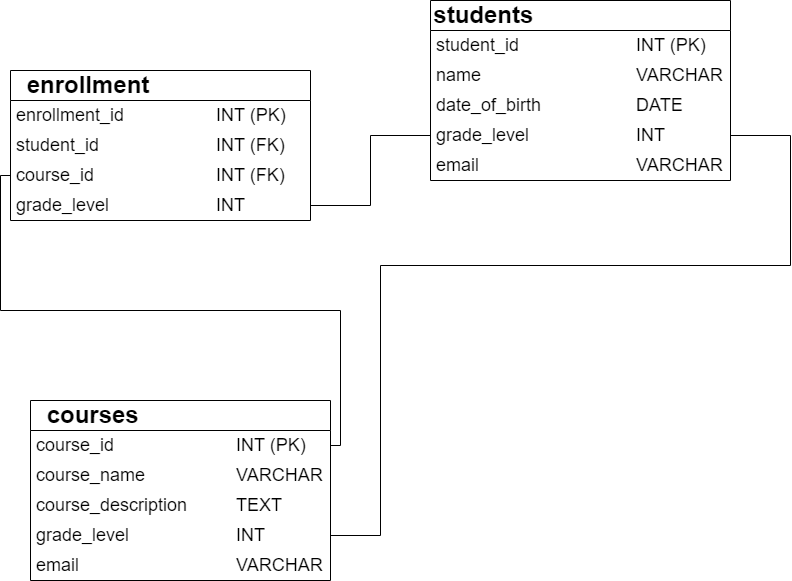 students
student_id INT (PK)
name VARCHAR
date_of_birth DATE
grade_level INT
email VARCHAR
enrollment
enrollment_id INT (PK)
student_id INT (FK)
course_id INT (FK)
grade_level INT
courses
course_id INT (PK)
course_name VARCHAR
course_description TEXT
grade_level INT
email VARCHAR